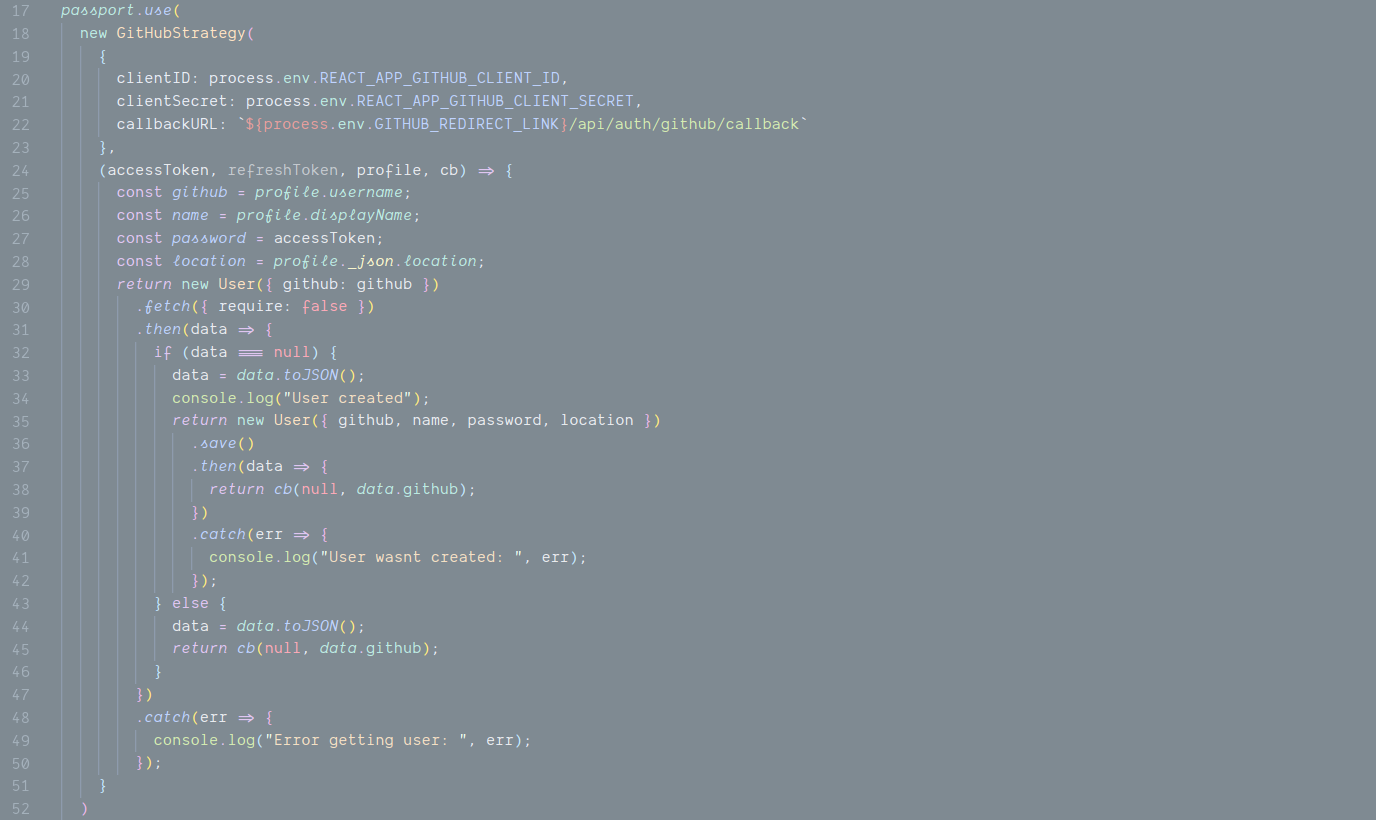 17 passport.use(
18 new GitHubStrategy(
19 {
20 clientID: process.env.REACT_APP_GITHUB_CLIENT_ID,
21 clientSecret: process.env.REACT_APP_GITHUB_CLIENT_SECRET,
22 callbackURL: `${process.env.GITHUB_REDIRECT_LINK}/api/auth/github/callback`
23 },
24 (accessToken, refreshToken, profile, cb) => {
25 const github = profile.username;
26 const name = profile.displayName;
27 const password = accessToken;
28 const location = profile._json.location;
29 return new User({ github: github })
30 .fetch({ require: false })
31 .then(data => {
32 if (data === null) {
33 data = data.toJSON();
34 console.log("User created");
35 return new User({ github, name, password, location })
36 .save()
37 .then(data => {
38 return cb(null, data.github);
39 })
40 .catch(err => {
41 console.log("User wasnt created: ", err);
42 });
43 } else {
44 data = data.toJSON();
45 return cb(null, data.github);
46 }
47 })
48 .catch(err => {
49 console.log("Error getting user: ", err);
50 });
51 }
52 )